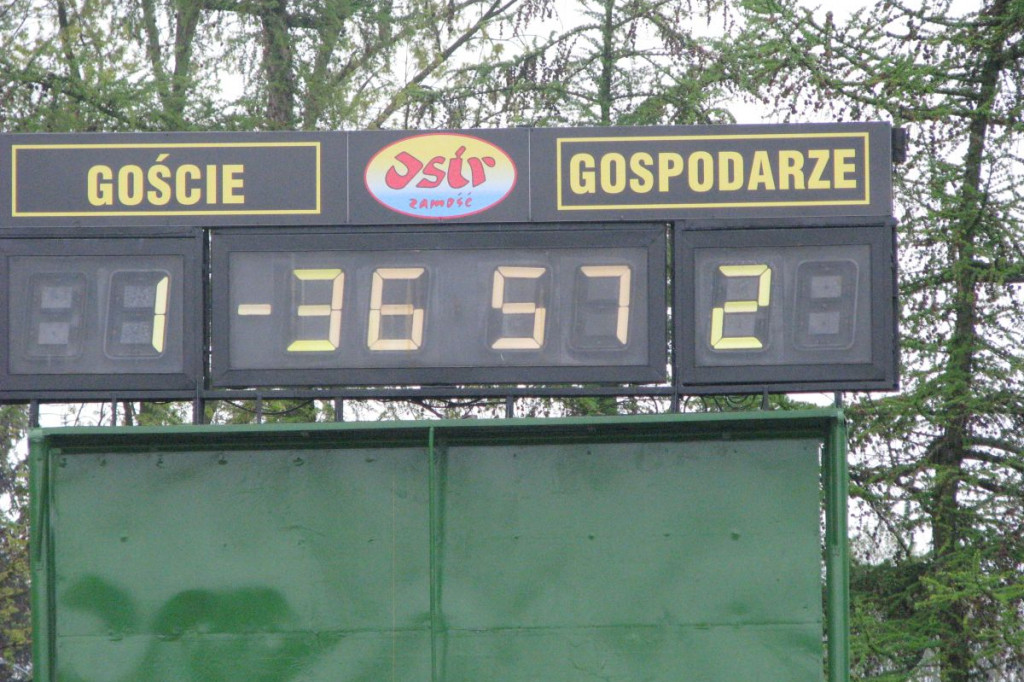 GOŚCIE
OSiR
ZAMOŚĆ
GOSPODARZE
1
-36 57
2